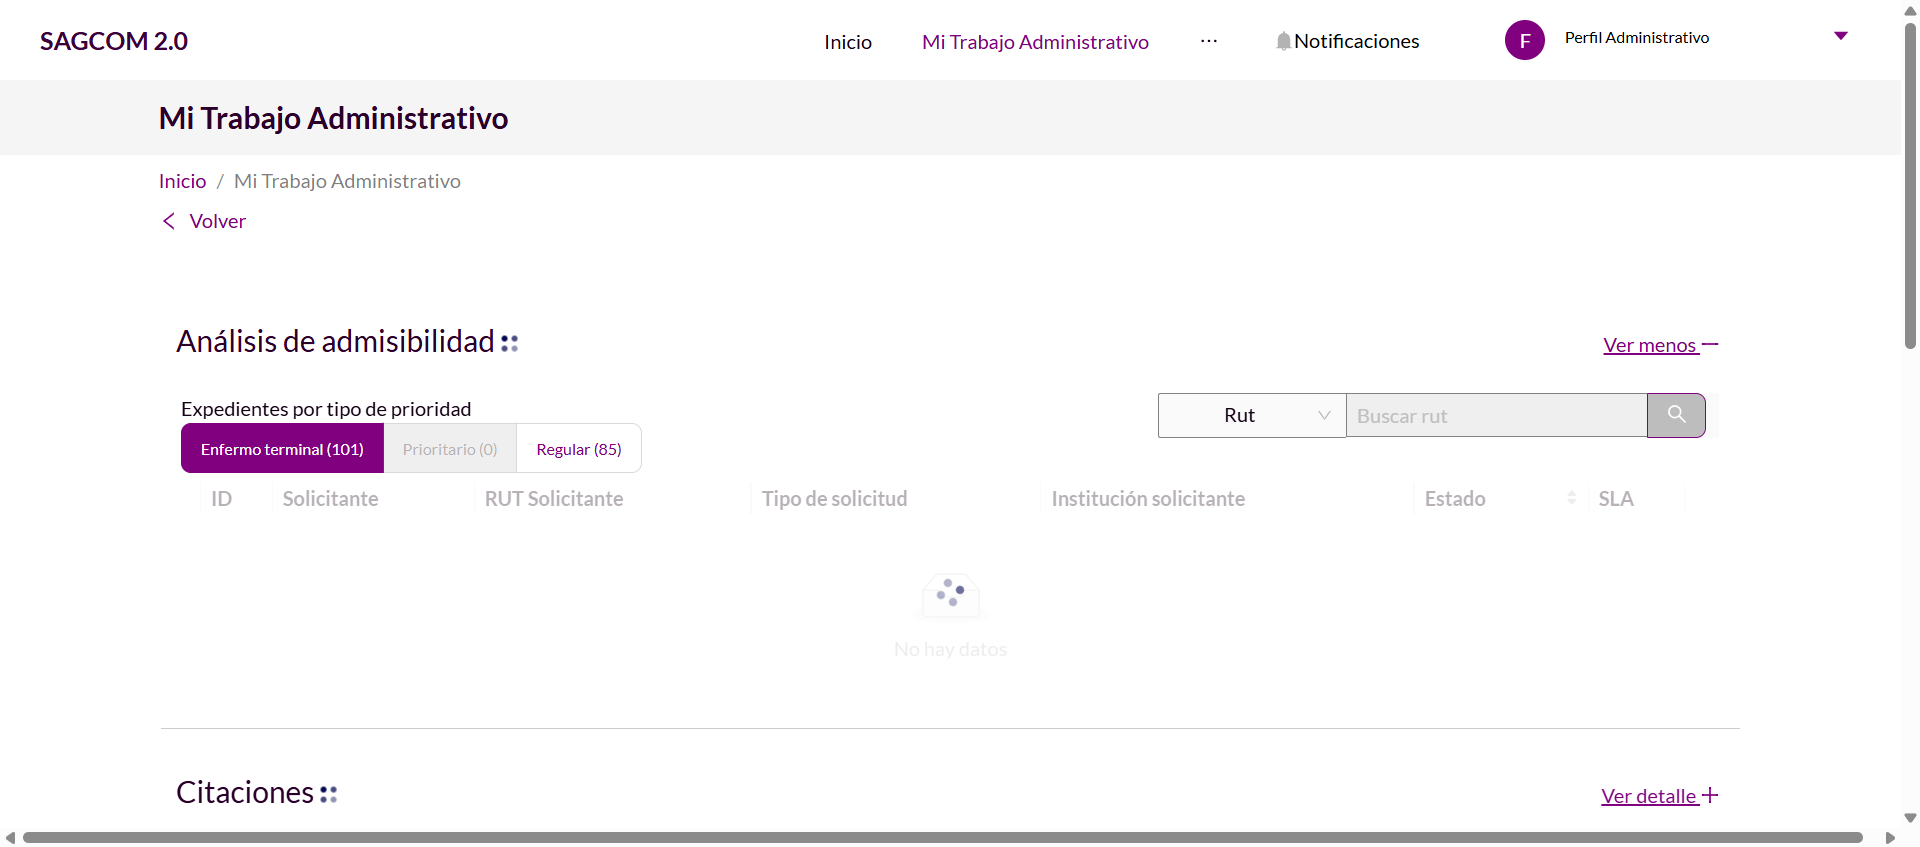 SAGCOM 2.0
Inicio
Mi Trabajo Administrativo
···
Notificaciones
F
Perfil Administrativo
Mi Trabajo Administrativo
Inicio / Mi Trabajo Administrativo
Volver
Análisis de admisibilidad
Ver menos
Expedientes por tipo de prioridad
Rut
Buscar rut
Enfermo terminal (101)
Prioritario (0)
Regular (85)
ID
Solicitante
RUT Solicitante
Tipo de solicitud
Institución solicitante
Estado
SLA
No hay datos
Citaciones
Ver detalle